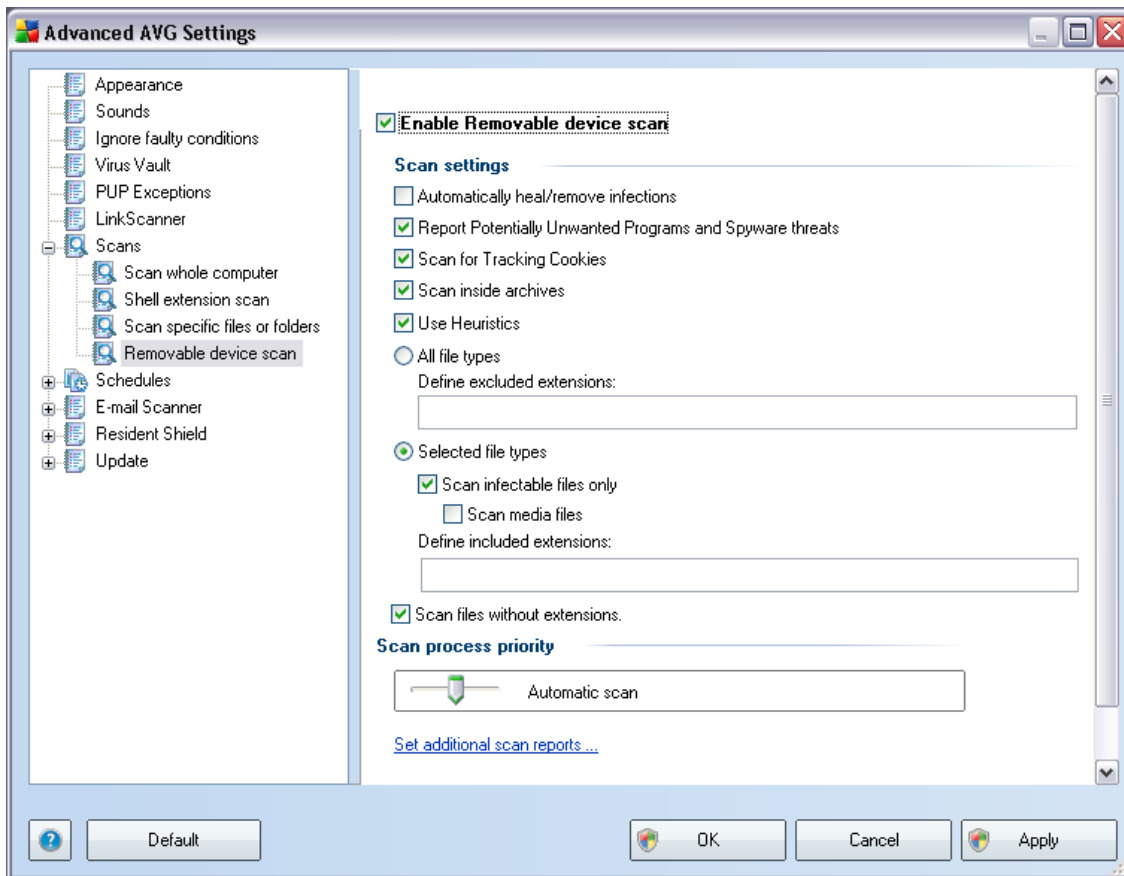 Advanced AVG Settings
Appearance
Sounds
Ignore faulty conditions
Virus Vault
PUP Exceptions
LinkScanner
Scans
Scan whole computer
Shell extension scan
Scan specific files or folders
Removable device scan
Schedules
E-mail Scanner
Resident Shield
Update
Enable Removable device scan
Scan settings
Automatically heal/remove infections
Report Potentially Unwanted Programs and Spyware threats
Scan for Tracking Cookies
Scan inside archives
Use Heuristics
All file types
Define excluded extensions:
Selected file types
Scan infectable files only
Scan media files
Define included extensions:
Scan files without extensions.
Scan process priority
Automatic scan
Set additional scan reports ...
? Default OK Cancel Apply